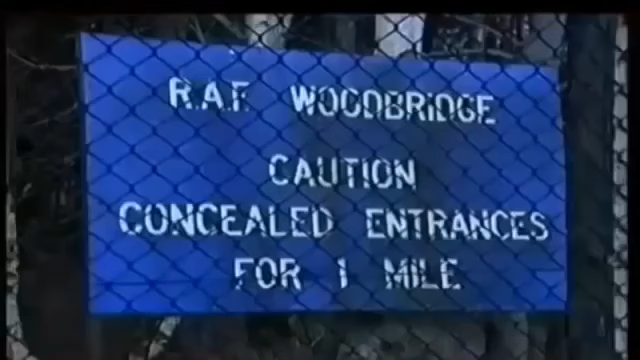 R.A.F. WOODBRIDGE
CAUTION
CONCEALED ENTRANCES
FOR 1 MILE